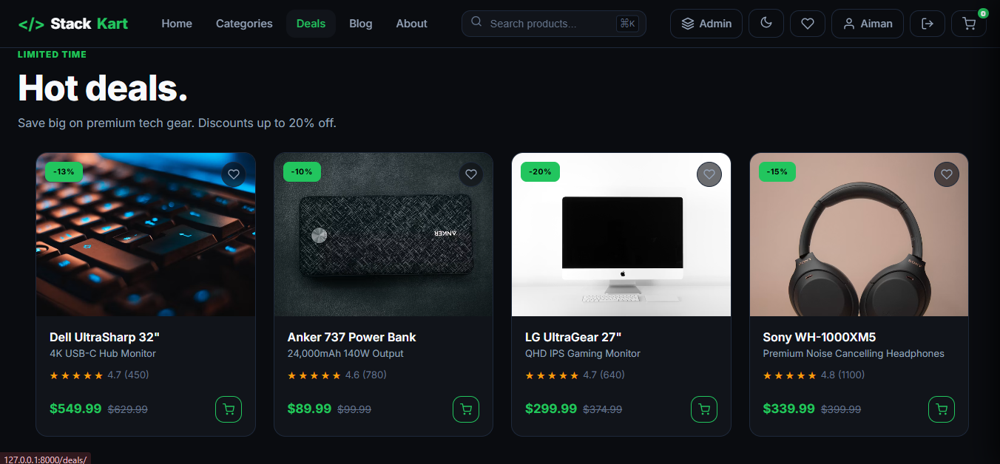 </> Stack Kart Home Categories Deals Blog About Search products... ⌘K Admin Aiman 0
LIMITED TIME
Hot deals.
Save big on premium tech gear. Discounts up to 20% off.
-13% -10% -20% -15%
ANKER
SONY SONY
Dell UltraSharp 32" Anker 737 Power Bank LG UltraGear 27" Sony WH-1000XM5
4K USB-C Hub Monitor 24,000mAh 140W Output QHD IPS Gaming Monitor Premium Noise Cancelling Headphones
★★★★★ 4.7 (450) ★★★★★ 4.6 (780) ★★★★★ 4.7 (640) ★★★★★ 4.8 (1100)
$549.99 $629.99 $89.99 $99.99 $299.99 $374.99 $339.99 $399.99
127.0.0.1:8000/deals/